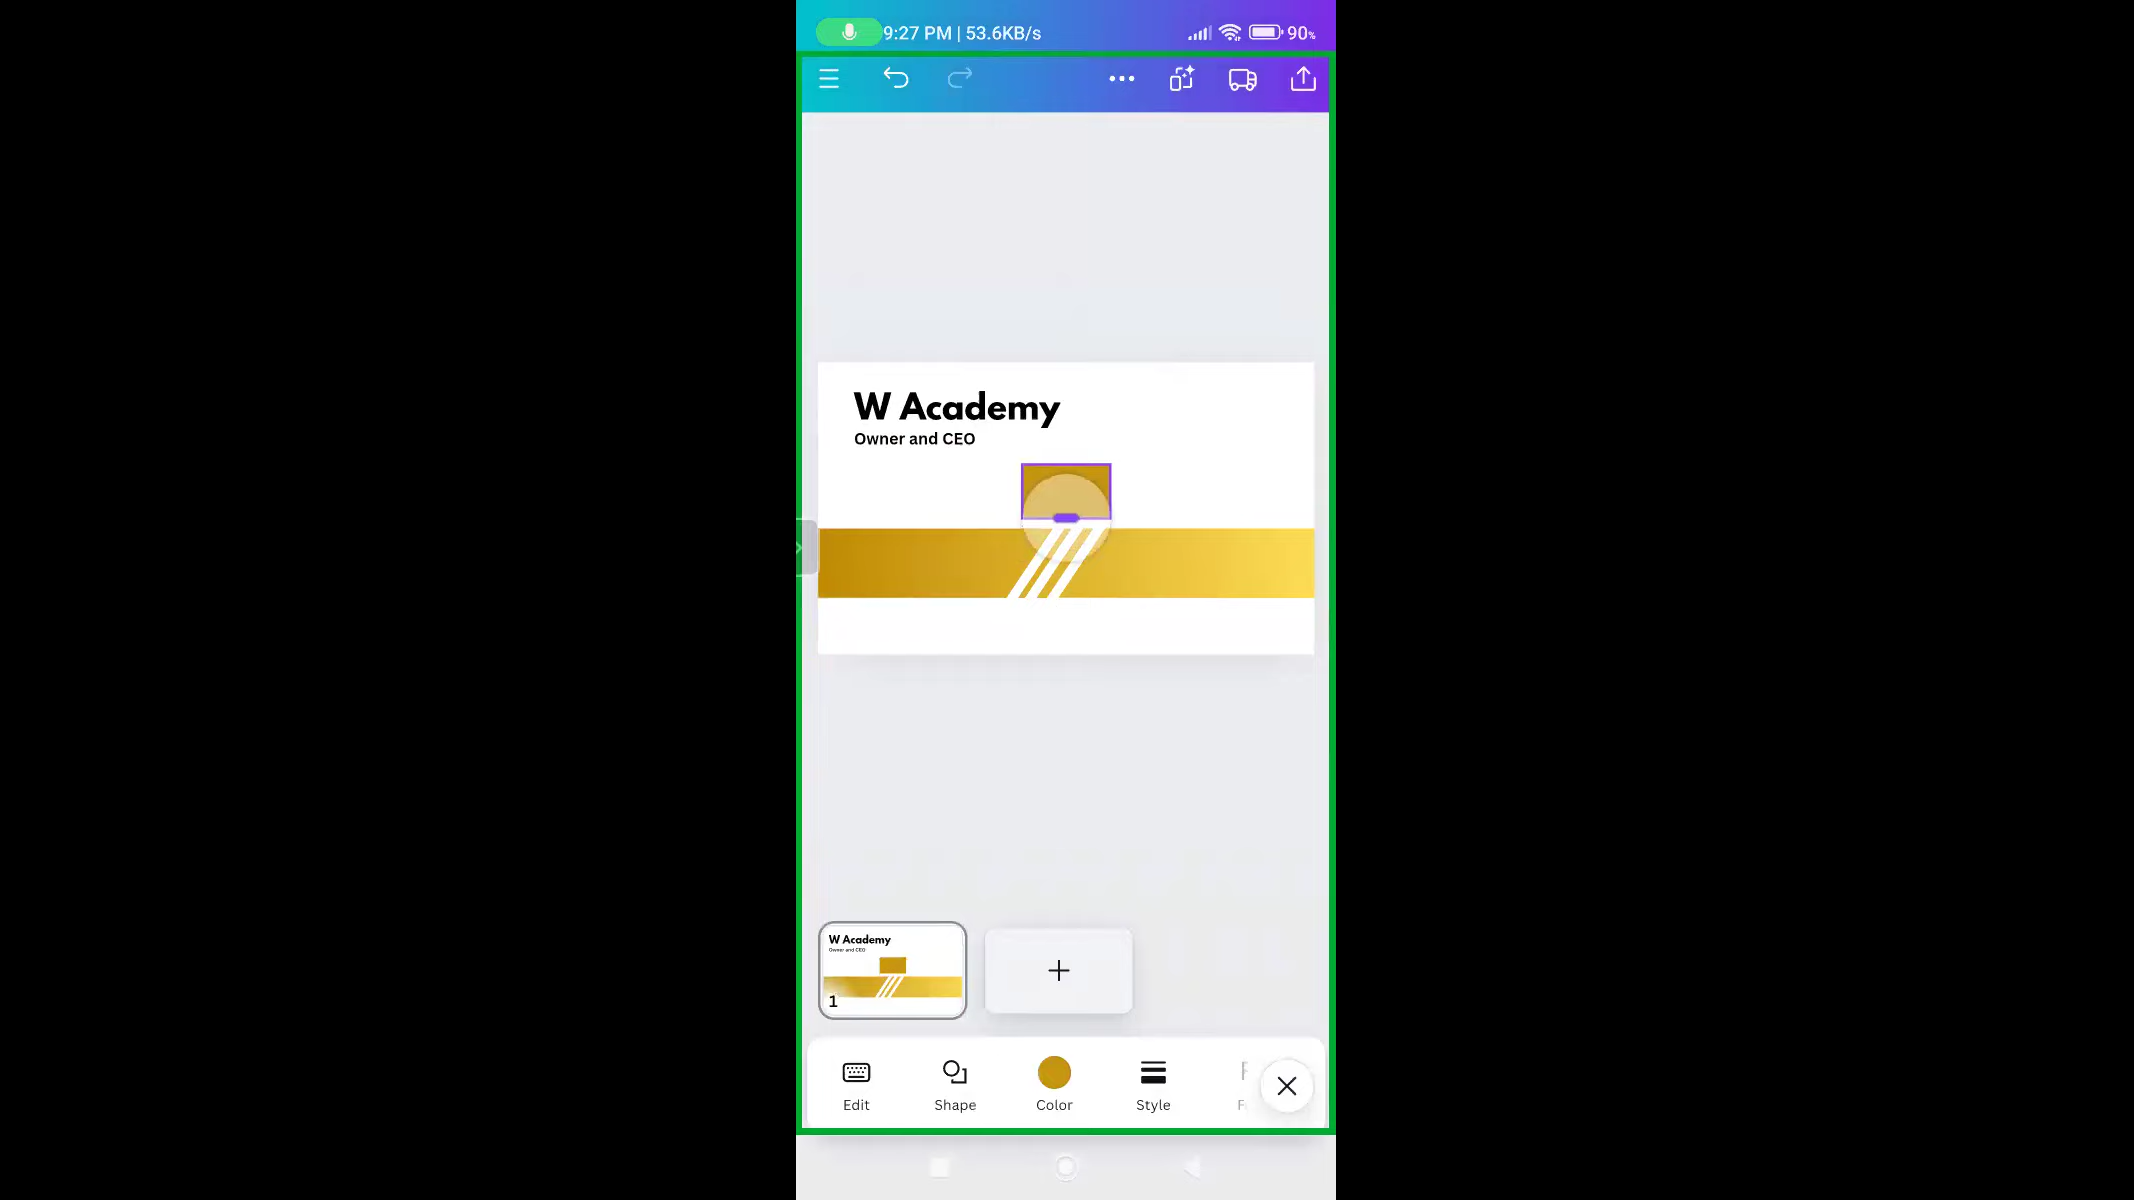 9:27 PM | 53.6KB/s
90%
W Academy
Owner and CEO
W Academy
Owner and CEO
1
Edit
Shape
Color
Style